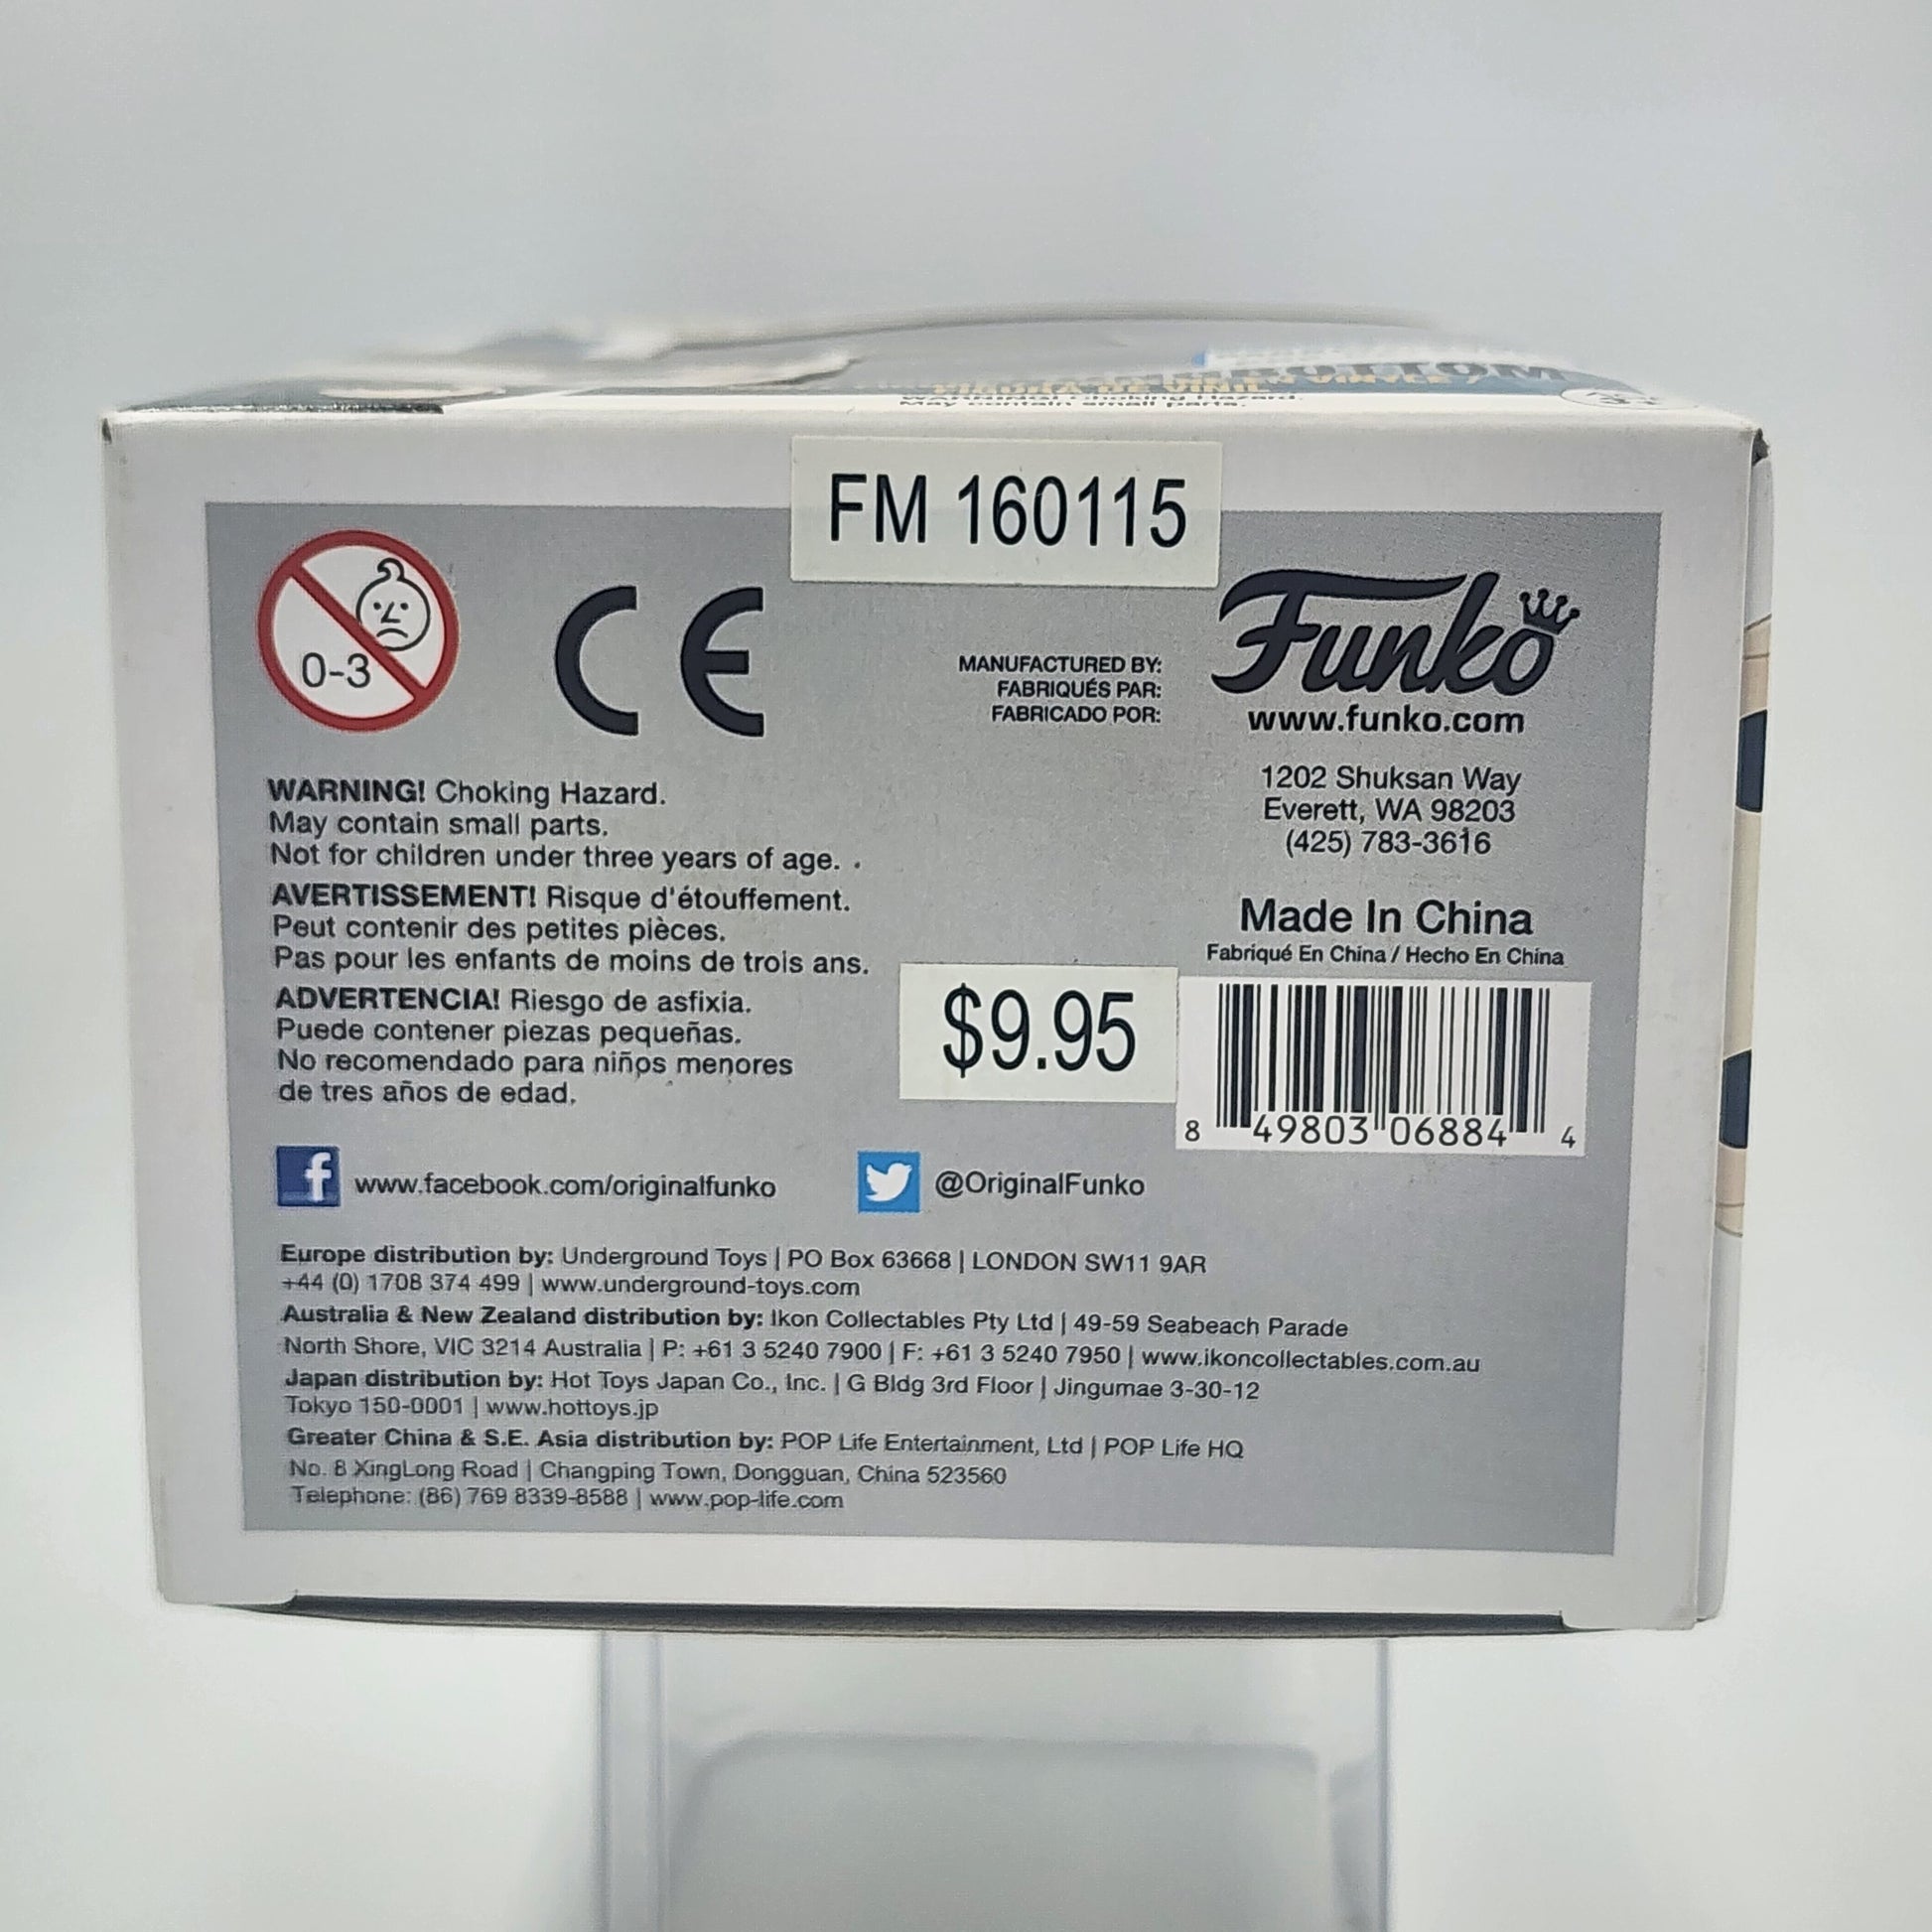 FIGURA DE VINIL
WARNING! Choking Hazard.
May contain small parts.
FM 160115
0-3
CE
MANUFACTURED BY:
FABRIQUÉS PAR:
FABRICADO POR:
Funko
www.funko.com
1202 Shuksan Way
Everett, WA 98203
(425) 783-3616
WARNING! Choking Hazard.
May contain small parts.
Not for children under three years of age.
AVERTISSEMENT! Risque d'étouffement.
Peut contenir des petites pièces.
Pas pour les enfants de moins de trois ans.
ADVERTENCIA! Riesgo de asfixia.
Puede contener piezas pequeñas.
No recomendado para niños menores
de tres años de edad.
Made In China
Fabriqué En China / Hecho En China
$9.95
8 49803 06884 4
f www.facebook.com/originalfunko
@OriginalFunko
Europe distribution by: Underground Toys | PO Box 63668 | LONDON SW11 9AR
+44 (0) 1708 374 499 | www.underground-toys.com
Australia & New Zealand distribution by: Ikon Collectables Pty Ltd | 49-59 Seabeach Parade
North Shore, VIC 3214 Australia | P: +61 3 5240 7900 | F: +61 3 5240 7950 | www.ikoncollectables.com.au
Japan distribution by: Hot Toys Japan Co., Inc. | G Bldg 3rd Floor | Jingumae 3-30-12
Tokyo 150-0001 | www.hottoys.jp
Greater China & S.E. Asia distribution by: POP Life Entertainment, Ltd | POP Life HQ
No. 8 XingLong Road | Changping Town, Dongguan, China 523560
Telephone: (86) 769 8339-8588 | www.pop-life.com